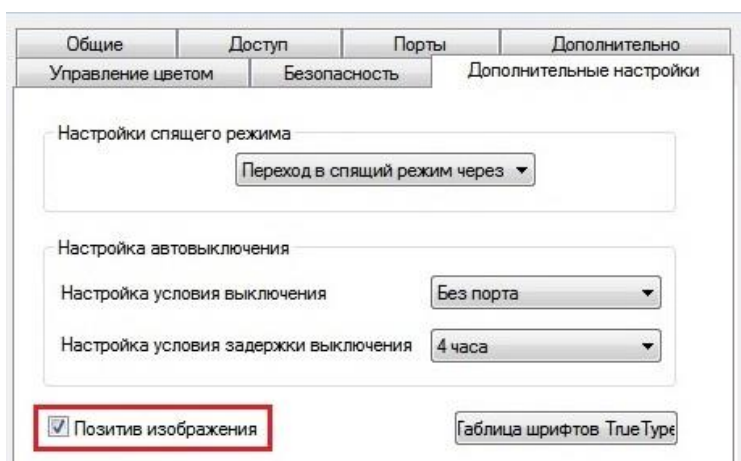 Общие Доступ Порты Дополнительно
Управление цветом Безопасность Дополнительные настройки
Настройки спящего режима
Переход в спящий режим через
Настройка автовыключения
Настройка условия выключения Без порта
Настройка условия задержки выключения 4 часа
Позитив изображения Таблица шрифтов TrueType